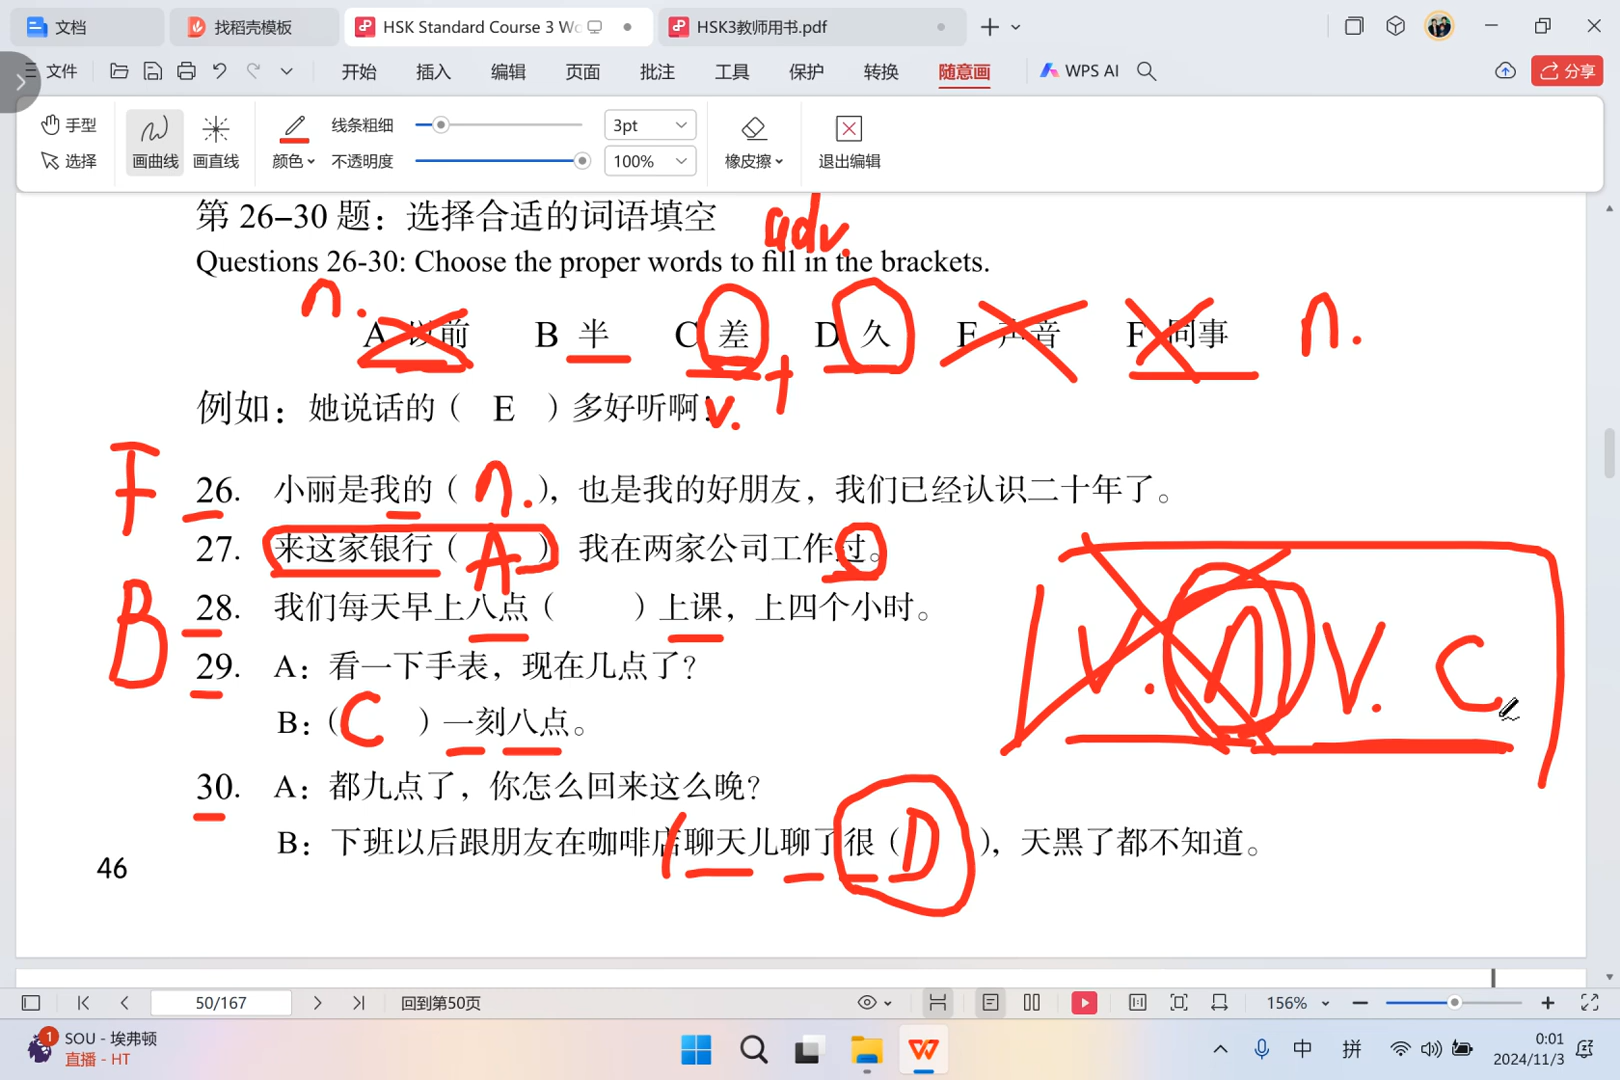 文档 找稻壳模板 HSK Standard Course 3 Wo HSK3教师用书.pdf
文件 开始 插入 编辑 页面 批注 工具 保护 转换 随意画 WPS AI 分享
手型 选择 画曲线 画直线 颜色 线条粗细 3pt 不透明度 100% 橡皮擦 退出编辑
第 26–30 题：选择合适的词语填空 adv.
Questions 26-30: Choose the proper words to fill in the brackets.
n.
A 以前 B 半 C 差 D 久 E 声音 F 同事 n.
例如：她说话的（ E ）多好听啊！ v. +
F 26. 小丽是我的（ n. ），也是我的好朋友，我们已经认识二十年了。
27. 来这家银行（ A ） 我在两家公司工作过。
B 28. 我们每天早上八点（ ）上课，上四个小时。
v. n v. C
29. A：看一下手表，现在几点了？
B：（ C ）一刻八点。
30. A：都九点了，你怎么回来这么晚？
B：下班以后跟朋友在咖啡店聊天儿聊了很（ D ），天黑了都不知道。
46
50/167 回到第50页 156%
1 SOU - 埃弗顿
直播 - HT
中 拼 0:01
2024/11/3